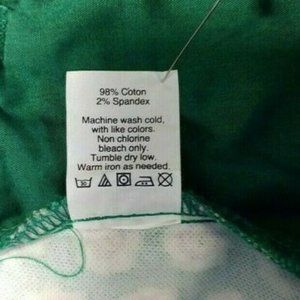 98% Coton
2% Spandex
Machine wash cold,
with like colors.
Non chlorine
bleach only.
Tumble dry low.
Warm iron as needed.
30